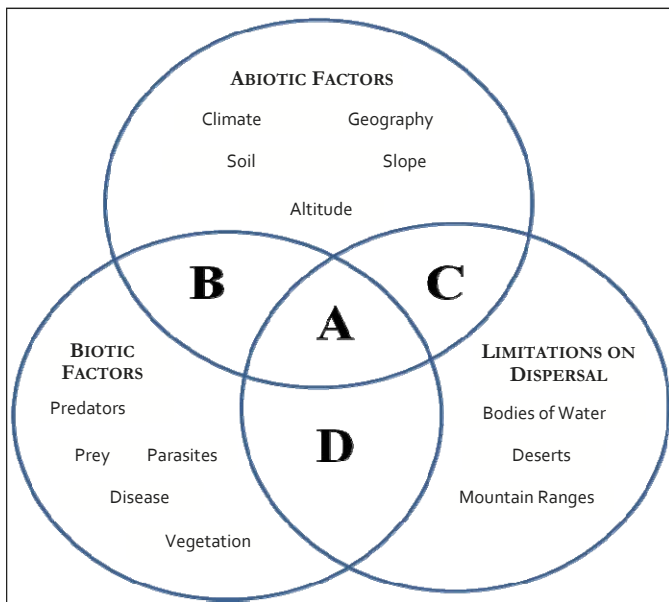 ABIOTIC FACTORS
Climate Geography
Soil Slope
Altitude
B C
A
BIOTIC
FACTORS
Predators
Prey Parasites
Disease
Vegetation
D
LIMITATIONS ON
DISPERSAL
Bodies of Water
Deserts
Mountain Ranges